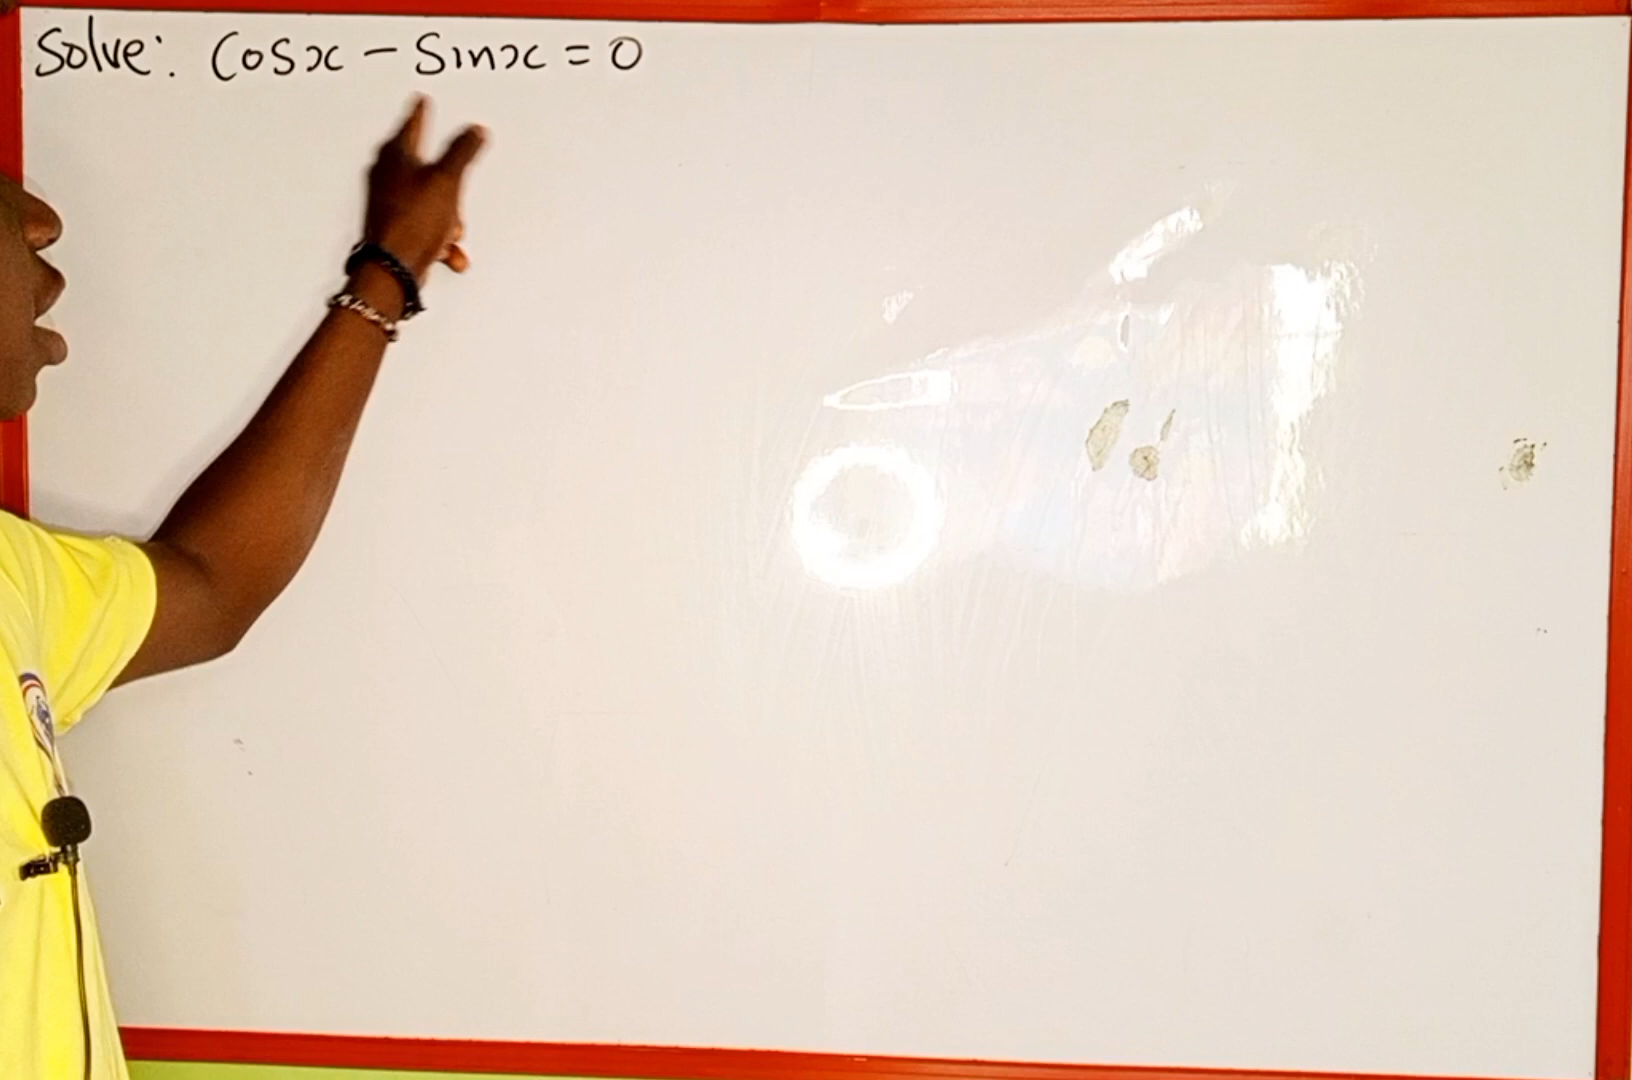 Solve: Cosx - Sinx = 0